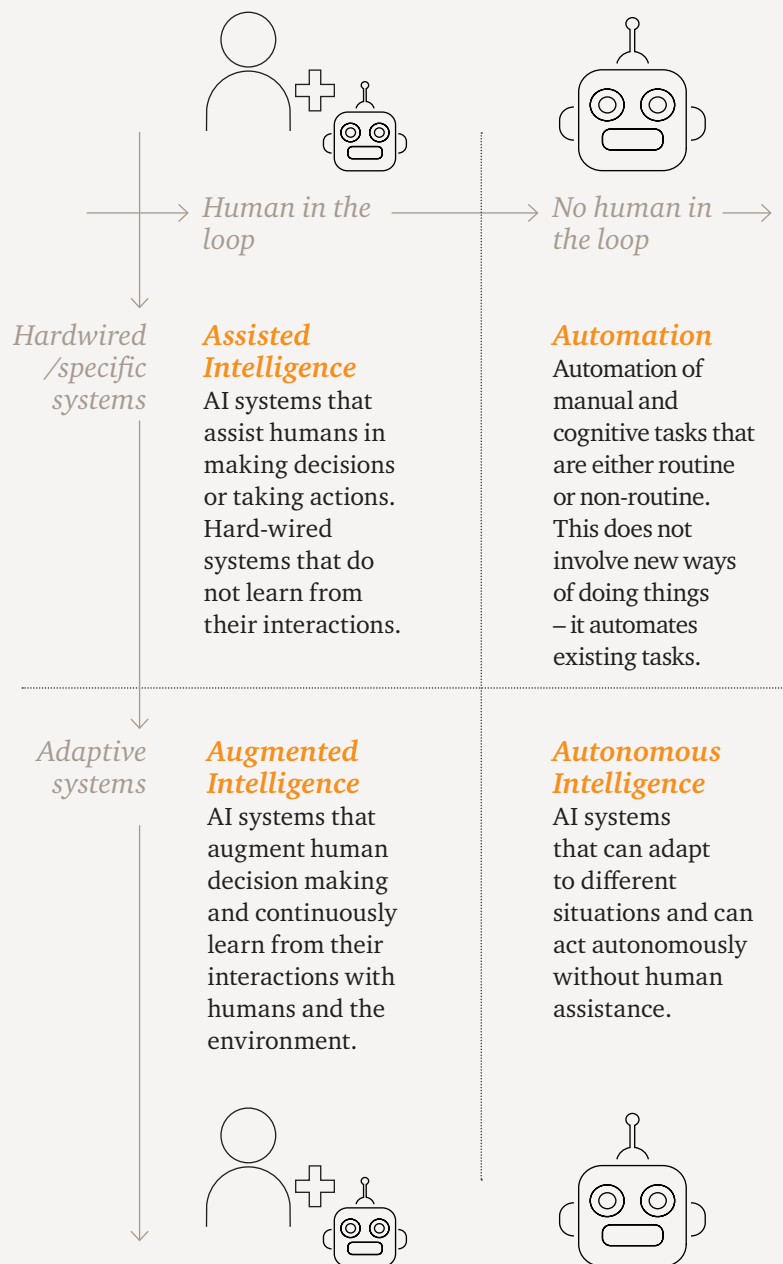 Human in the
loop
No human in
the loop
Hardwired
/specific
systems
Assisted
Intelligence
AI systems that
assist humans in
making decisions
or taking actions.
Hard-wired
systems that do
not learn from
their interactions.
Automation
Automation of
manual and
cognitive tasks that
are either routine
or non-routine.
This does not
involve new ways
of doing things
– it automates
existing tasks.
Adaptive
systems
Augmented
Intelligence
AI systems that
augment human
decision making
and continuously
learn from their
interactions with
humans and the
environment.
Autonomous
Intelligence
AI systems
that can adapt
to different
situations and can
act autonomously
without human
assistance.